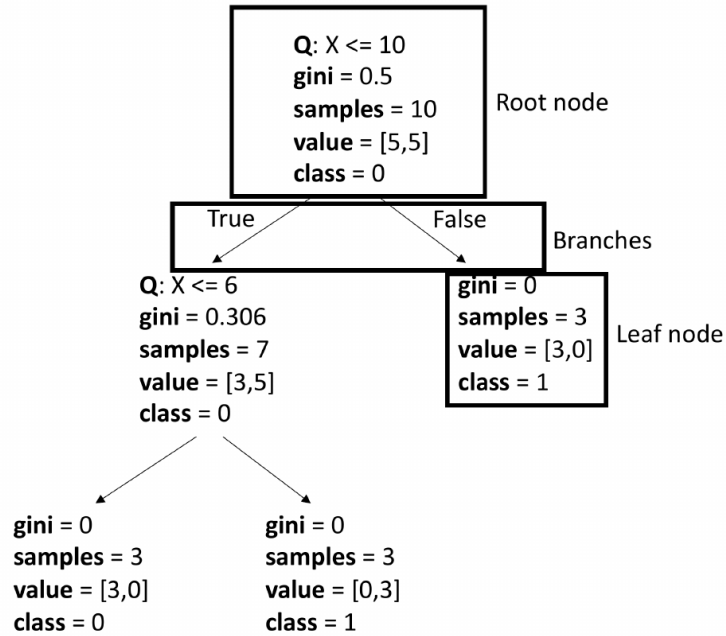 Q: X <= 10
gini = 0.5
samples = 10
value = [5,5]
class = 0
Root node
True
False
Branches
Q: X <= 6
gini = 0.306
samples = 7
value = [3,5]
class = 0
gini = 0
samples = 3
value = [3,0]
class = 1
Leaf node
gini = 0
samples = 3
value = [3,0]
class = 0
gini = 0
samples = 3
value = [0,3]
class = 1